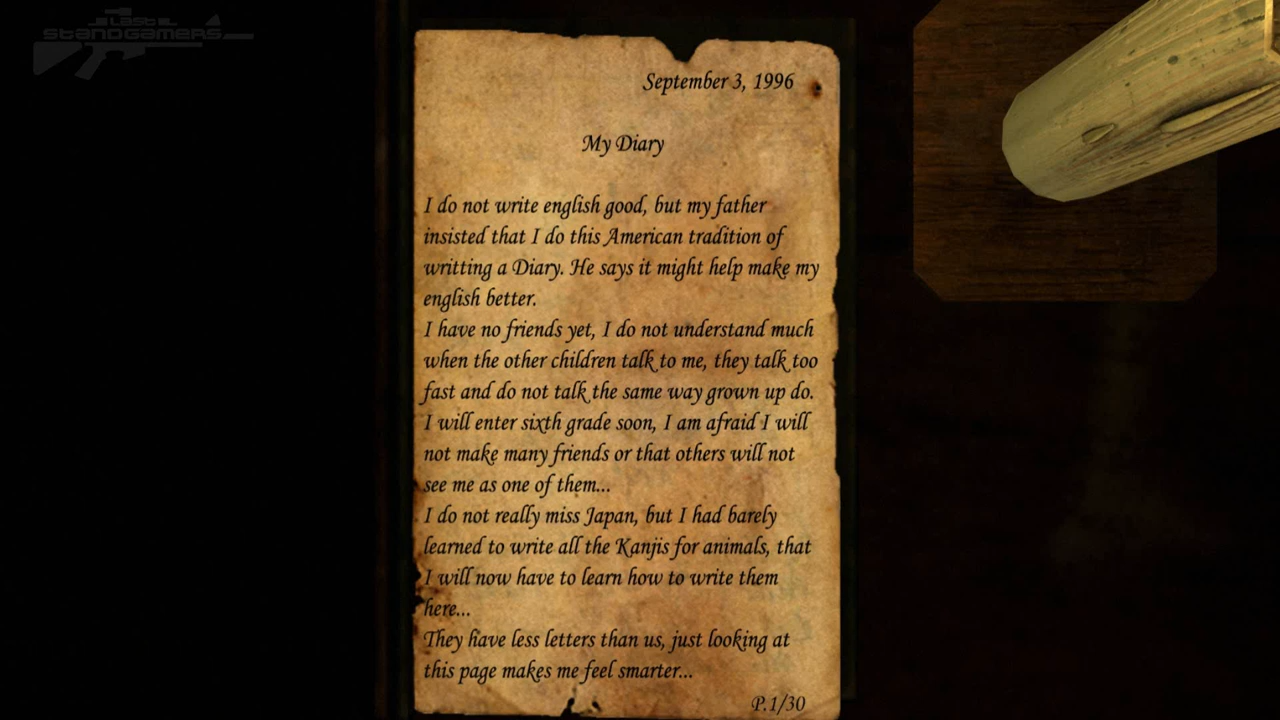 Last
StandGamers
September 3, 1996
My Diary
I do not write english good, but my father
insisted that I do this American tradition of
writting a Diary. He says it might help make my
english better.
I have no friends yet, I do not understand much
when the other children talk to me, they talk too
fast and do not talk the same way grown up do.
I will enter sixth grade soon, I am afraid I will
not make many friends or that others will not
see me as one of them...
I do not really miss Japan, but I had barely
learned to write all the Kanjis for animals, that
I will now have to learn how to write them
here...
They have less letters than us, just looking at
this page makes me feel smarter...
P.1/30